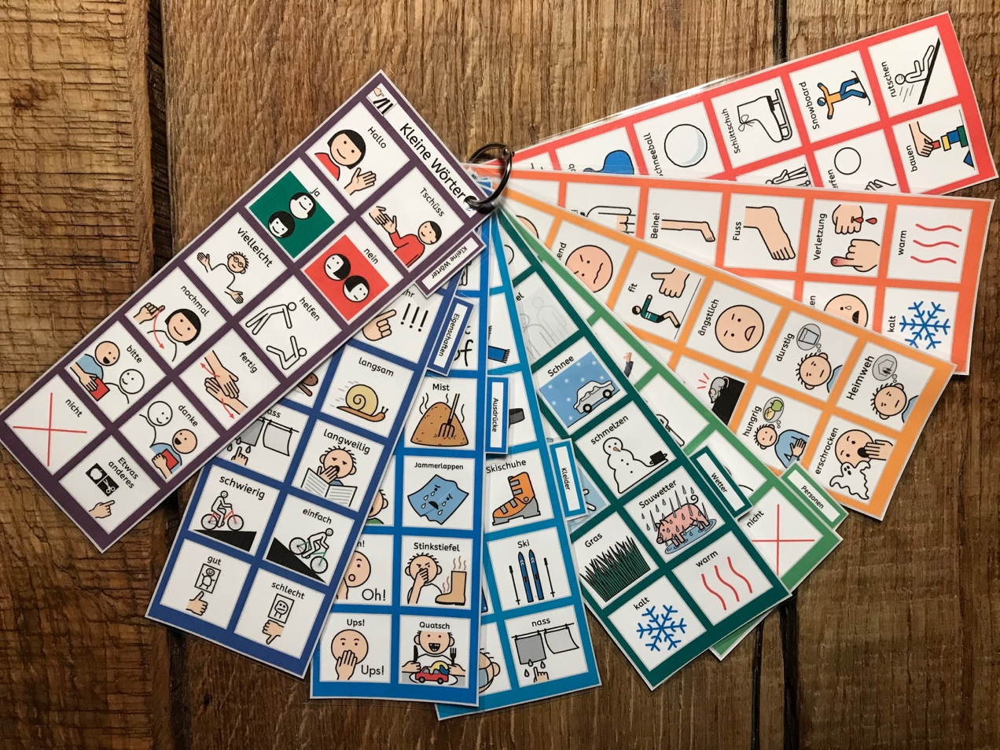 Kleine Wörter
Hallo
Tschüss
ja
nein
vielleicht
helfen
nochmal
fertig
bitte
danke
nicht
Etwas
anderes
Kleine Wörter
langsam
langweilig
schwierig
einfach
gut
schlecht
Eigenschaften
Mist
Jammerlappen
Stinkstiefel
Oh!
Ups!
Ups!
Quatsch
Ausdrücke
Skischuhe
Ski
nass
Kleider
Schnee
schmelzen
Sauwetter
Gras
warm
kalt
Wetter
nicht
Personen
fit
ängstlich
durstig
Heimweh
hungrig
erschrocken
Beinei
Fuss
Verletzung
warm
kalt
Schlittschuh
Snowboard
rutschen
bauen